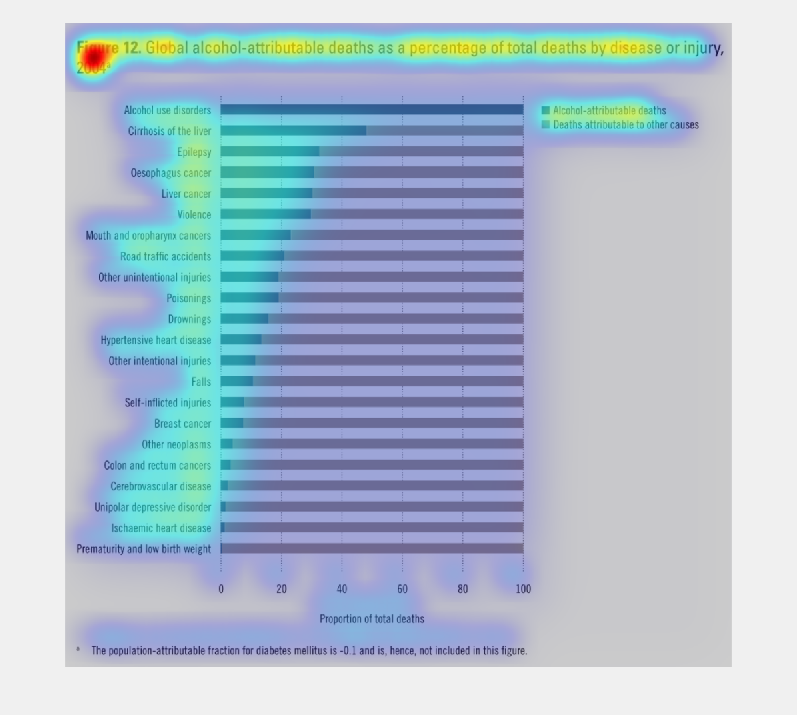 Figure 12. Global alcohol-attributable deaths as a percentage of total deaths by disease or injury,
2004ᵃ
Alcohol use disorders
Cirrhosis of the liver
Epilepsy
Oesophagus cancer
Liver cancer
Violence
Mouth and oropharynx cancers
Road traffic accidents
Other unintentional injuries
Poisonings
Drownings
Hypertensive heart disease
Other intentional injuries
Falls
Self-inflicted injuries
Breast cancer
Other neoplasms
Colon and rectum cancers
Cerebrovascular disease
Unipolar depressive disorder
Ischaemic heart disease
Prematurity and low birth weight
Alcohol-attributable deaths
Deaths attributable to other causes
0 20 40 60 80 100
Proportion of total deaths
ᵃ The population-attributable fraction for diabetes mellitus is -0.1 and is, hence, not included in this figure.